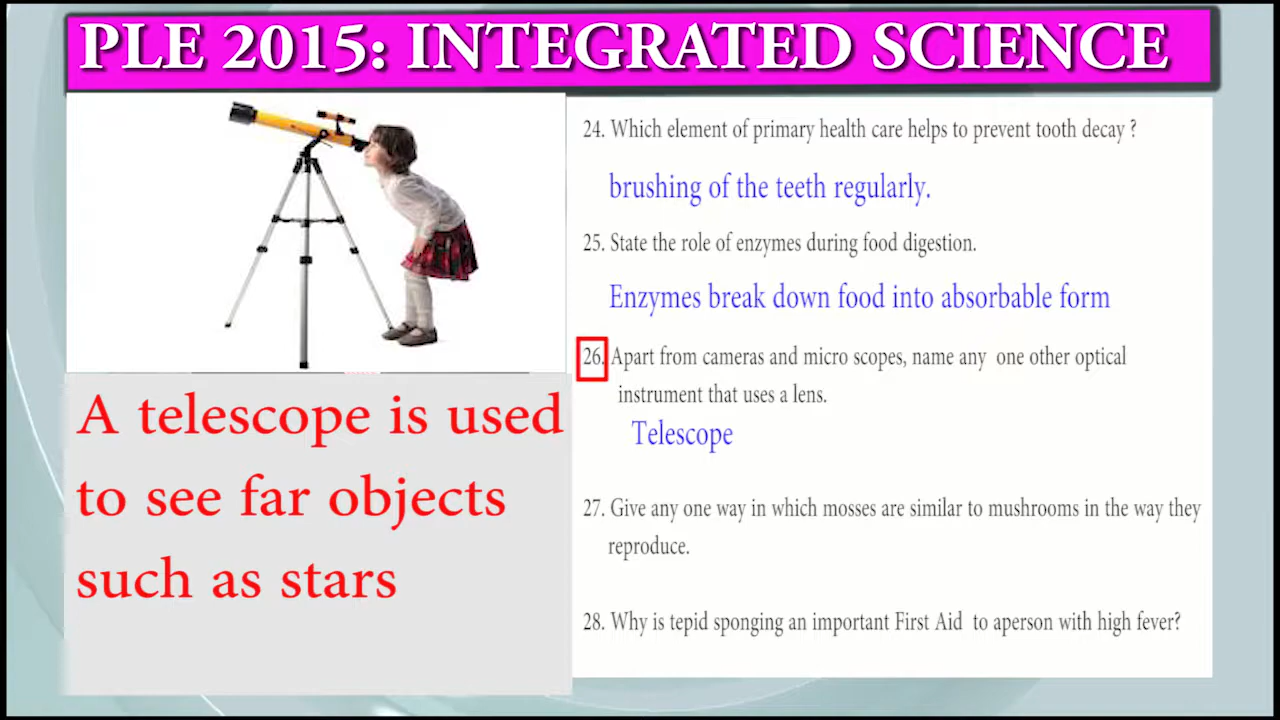 PLE 2015: INTEGRATED SCIENCE
A telescope is used
to see far objects
such as stars
24. Which element of primary health care helps to prevent tooth decay ?
brushing of the teeth regularly.
25. State the role of enzymes during food digestion.
Enzymes break down food into absorbable form
26. Apart from cameras and micro scopes, name any one other optical
instrument that uses a lens.
Telescope
27. Give any one way in which mosses are similar to mushrooms in the way they
reproduce.
28. Why is tepid sponging an important First Aid to aperson with high fever?